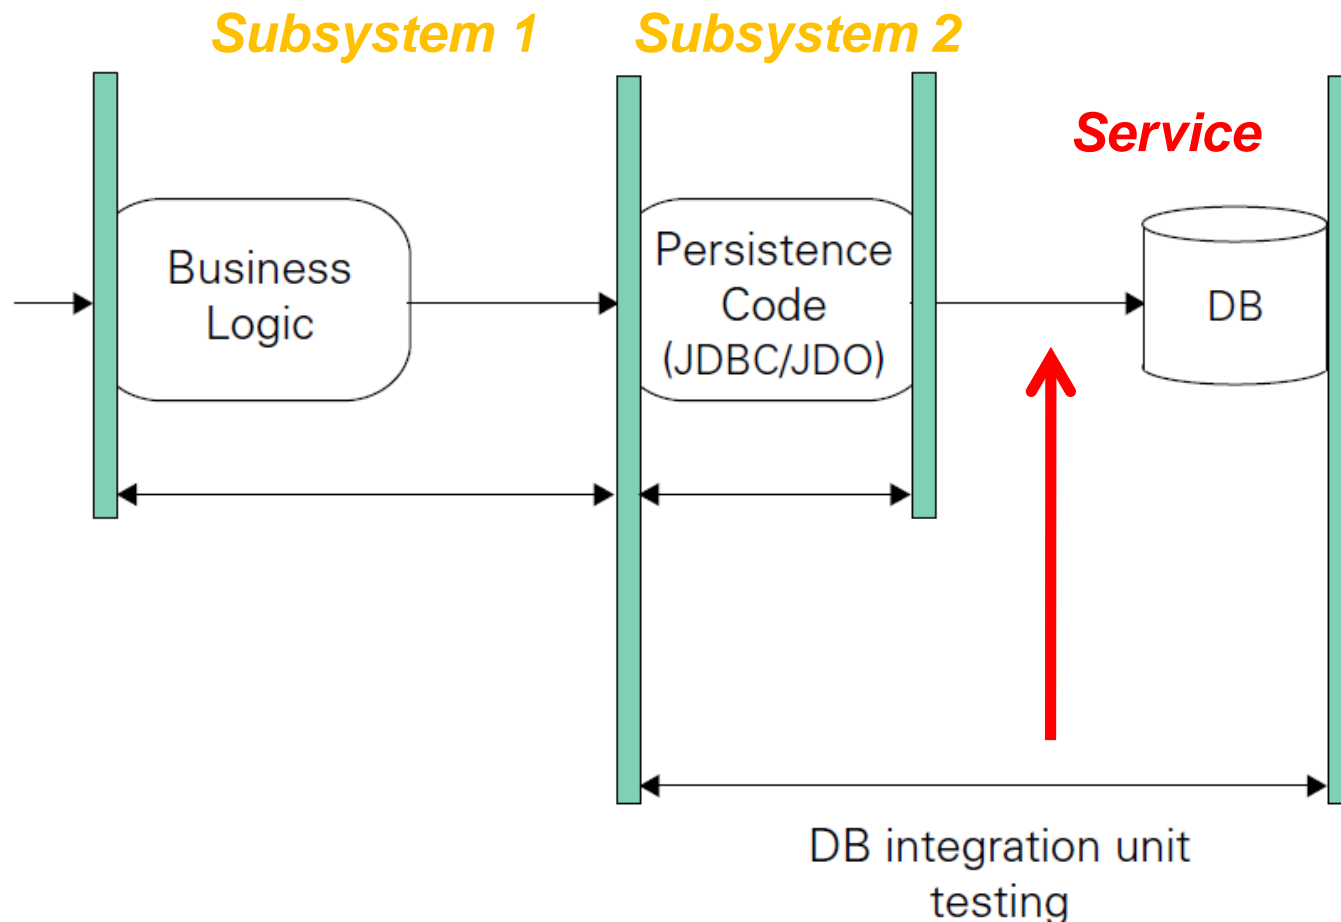 Subsystem 1
Subsystem 2
Service
Business
Logic
Persistence
Code
(JDBC/JDO)
DB
DB integration unit
testing